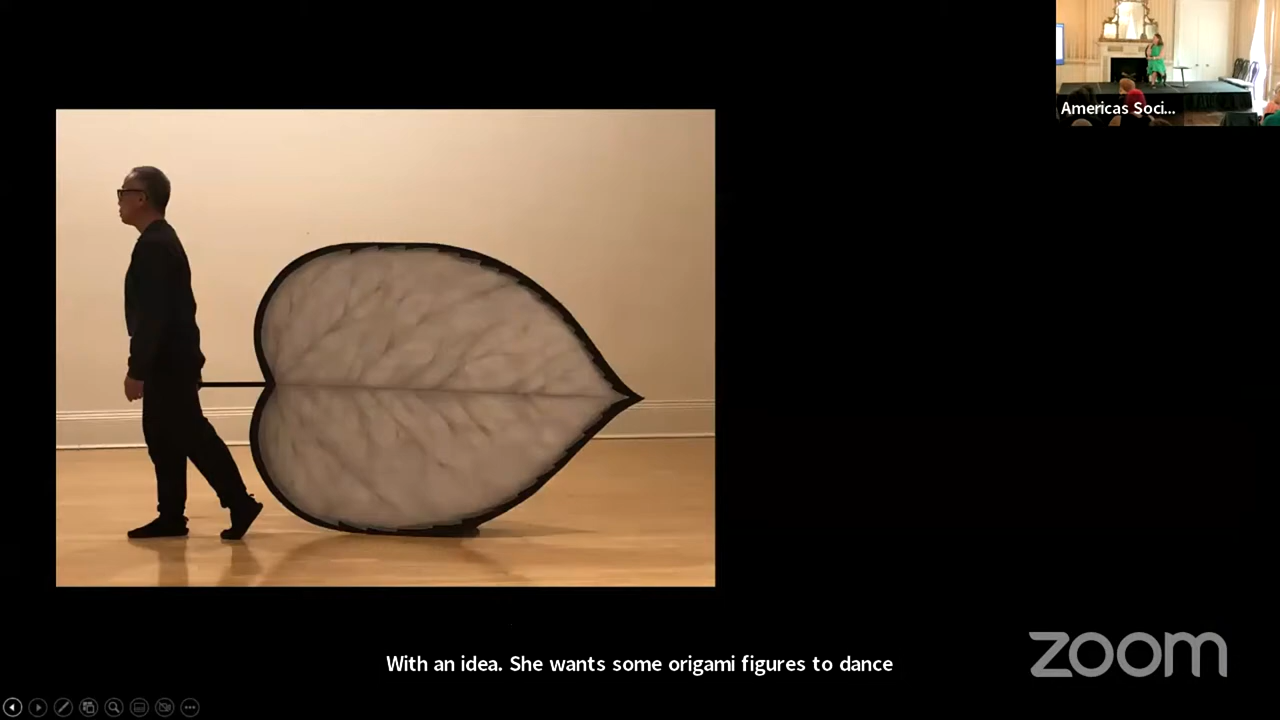 Americas Soci...
With an idea. She wants some origami figures to dance
zoom